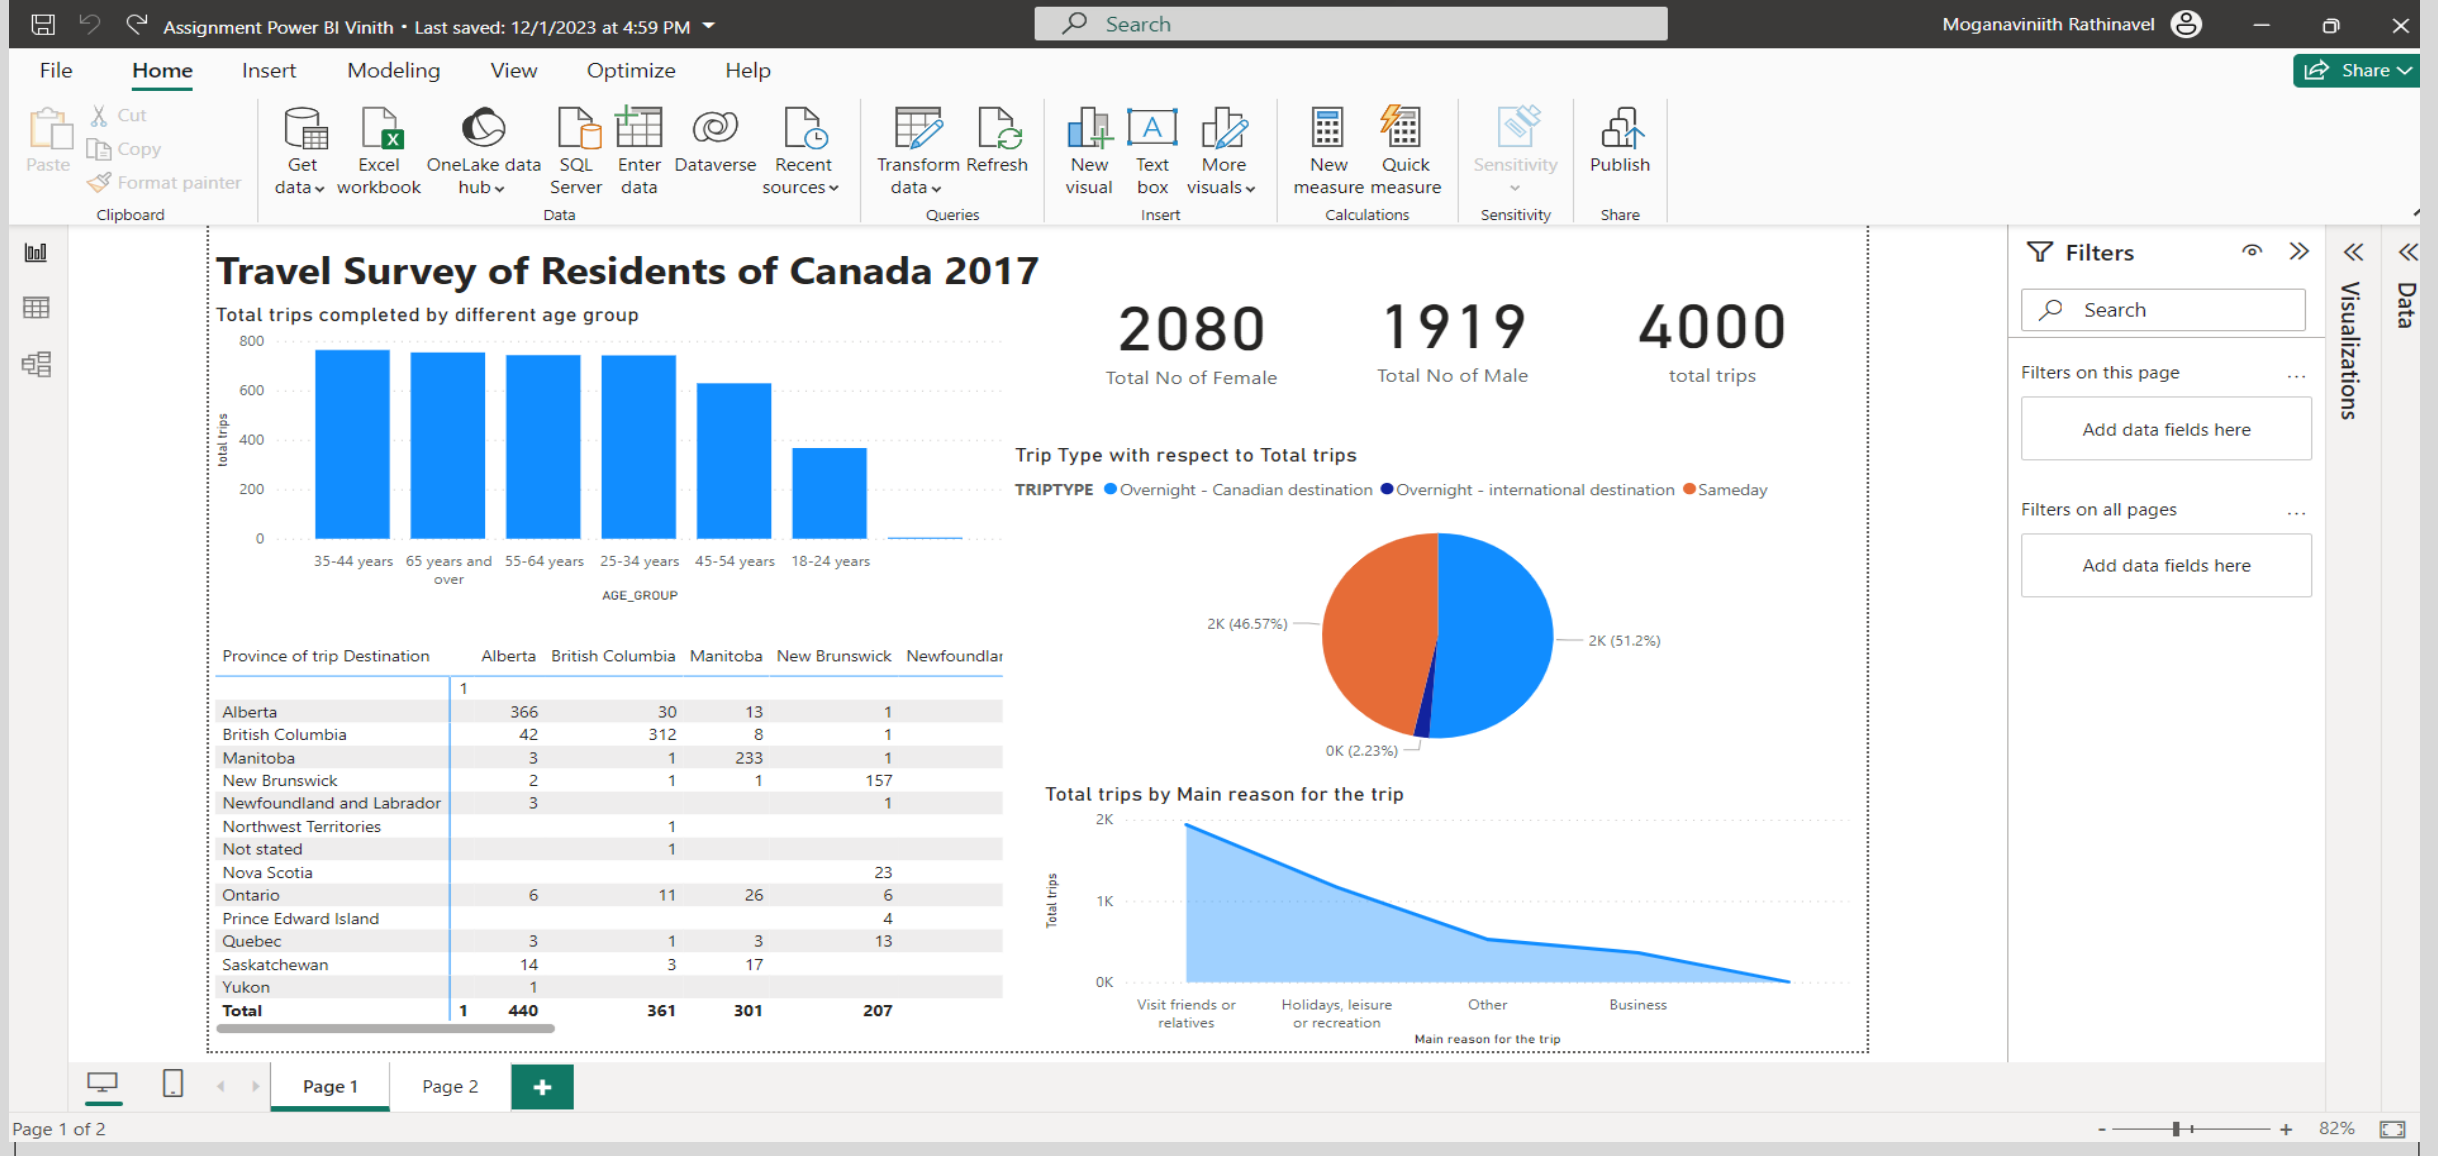 Assignment Power BI Vinith • Last saved: 12/1/2023 at 4:59 PM
Search
Moganaviniith Rathinavel
File Home Insert Modeling View Optimize Help
Share
Paste
Cut
Copy
Format painter
Clipboard
Get data
Excel workbook
OneLake data hub
SQL Server
Enter data
Dataverse
Recent sources
Data
Transform data
Refresh
Queries
New visual
Text box
More visuals
Insert
New measure
Quick measure
Calculations
Sensitivity
Sensitivity
Publish
Share
Travel Survey of Residents of Canada 2017
Total trips completed by different age group
800
600
400
200
0
total trips
35-44 years
65 years and over
55-64 years
25-34 years
45-54 years
18-24 years
AGE_GROUP
2080
Total No of Female
1919
Total No of Male
4000
total trips
Trip Type with respect to Total trips
TRIPTYPE Overnight - Canadian destination Overnight - international destination Sameday
2K (46.57%)
2K (51.2%)
0K (2.23%)
Province of trip Destination Alberta British Columbia Manitoba New Brunswick Newfoundlar
1
Alberta 366 30 13 1
British Columbia 42 312 8 1
Manitoba 3 1 233 1
New Brunswick 2 1 1 157
Newfoundland and Labrador 3 1
Northwest Territories 1
Not stated 1
Nova Scotia 23
Ontario 6 11 26 6
Prince Edward Island 4
Quebec 3 1 3 13
Saskatchewan 14 3 17
Yukon 1
Total 1 440 361 301 207
Total trips by Main reason for the trip
2K
1K
0K
Total trips
Visit friends or relatives
Holidays, leisure or recreation
Other
Business
Main reason for the trip
Filters
Search
Filters on this page
...
Add data fields here
Filters on all pages
...
Add data fields here
Visualizations
Data
Page 1
Page 2
+
Page 1 of 2
- + 82%